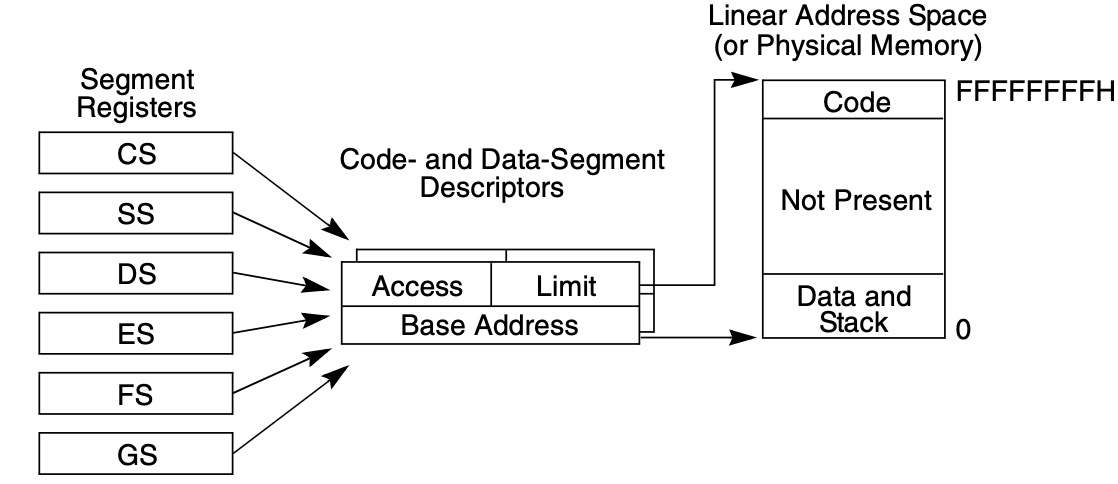 Linear Address Space
(or Physical Memory)
Segment
Registers
CS
SS
DS
ES
FS
GS
Code- and Data-Segment
Descriptors
Access
Limit
Base Address
Code
FFFFFFFFH
Not Present
Data and
Stack
0